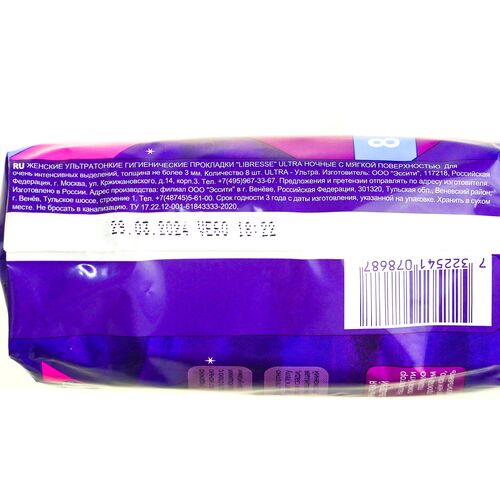 8
RU ЖЕНСКИЕ УЛЬТРАТОНКИЕ ГИГИЕНИЧЕСКИЕ ПРОКЛАДКИ "LIBRESSE" ULTRA НОЧНЫЕ С МЯГКОЙ ПОВЕРХНОСТЬЮ, для
очень интенсивных выделений, толщина не более 3 мм. Количество 8 шт. ULTRA - Ультра. Изготовитель: ООО "Эссити", 117218, Российская
Федерация, г. Москва, ул. Кржижановского, д.14, корп.3. Тел. +7(495)967-33-67. Предложения и претензии отправлять по адресу изготовителя.
Изготовлено в России. Адрес производства: филиал ООО "Эссити" в г. Венёве, Российская Федерация, 301320, Тульская обл., Веневский район,
г. Венёв, Тульское шоссе, строение 1. Тел. +7(48745)5-61-00. Срок годности 3 года с даты изготовления, указанной на упаковке. Хранить в сухом
месте. Не бросать в канализацию. ТУ 17.22.12-001-61843333-2020.
29.03.2024 VE60 18:22
7 322541 078687